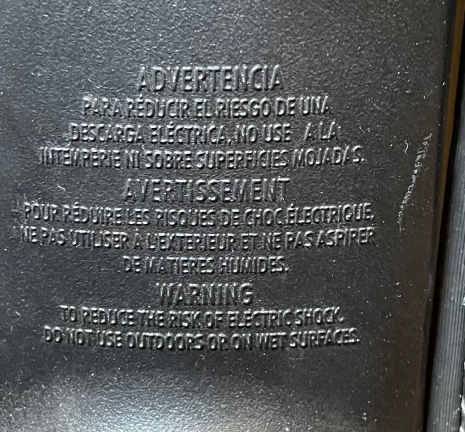 ADVERTENCIA
PARA REDUCIR EL RIESGO DE UNA
DESCARGA ELÉCTRICA, NO USE A LA
INTEMPERIE NI SOBRE SUPERFICIES MOJADAS.
AVERTISSEMENT
POUR RÉDUIRE LES RISQUES DE CHOC ÉLECTRIQUE,
NE PAS UTILISER À L'EXTERIEUR ET NE PAS ASPIRER
DE MATIERES HUMIDES.
WARNING
TO REDUCE THE RISK OF ELECTRIC SHOCK.
DO NOT USE OUTDOORS OR ON WET SURFACES.